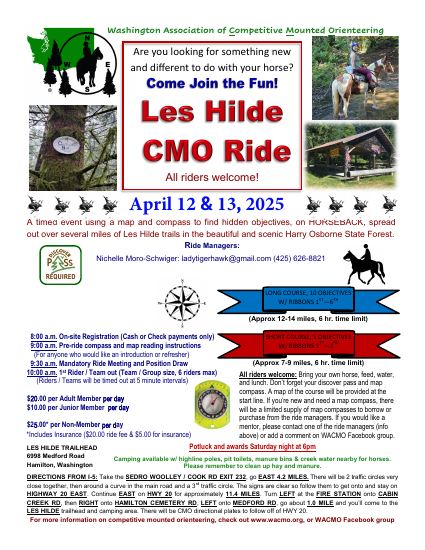 Washington Association of Competitive Mounted Orienteering
Are you looking for something new
and different to do with your horse?
Come Join the Fun!
Les Hilde
CMO Ride
All riders welcome!
April 12 & 13, 2025
A timed event using a map and compass to find hidden objectives, on HORSEBACK, spread
out over several miles of Les Hilde trails in the beautiful and scenic Harry Osborne State Forest.
Ride Managers:
DISCOVER PASS
REQUIRED
Nichelle Moro-Schwiger: ladytigerhawk@gmail.com (425) 626-8821
LONG COURSE, 10 OBJECTIVES
W/ RIBBONS 1ST – 6TH
(Approx 12-14 miles, 6 hr. time limit)
SHORT COURSE, 5 OBJECTIVES
W/ RIBBONS
(Approx 7-9 miles, 6 hr. time limit)
8:00 a.m. On-site Registration (Cash or Check payments only)
9:00 a.m. Pre-ride compass and map reading instructions
(For anyone who would like an introduction or refresher)
9:30 a.m. Mandatory Ride Meeting and Position Draw
10:00 a.m. 1st Rider / Team out (Team / Group size, 6 riders max)
(Riders / Teams will be timed out at 5 minute intervals)
$20.00 per Adult Member per day
$10.00 per Junior Member per day
$25.00* per Non-Member per day
*Includes Insurance ($20.00 ride fee & $5.00 for insurance)
All riders welcome: Bring your own horse, feed, water,
and lunch. Don't forget your discover pass and map
compass. A map of the course will be provided at the
start line. If you're new and need a map compass, there
will be a limited supply of map compasses to borrow or
purchase from the ride managers. If you would like a
mentor, please contact one of the ride managers (info
above) or add a comment on WACMO Facebook group.
LES HILDE TRAILHEAD
6998 Medford Road
Hamilton, Washington
Potluck and awards Saturday night at 6pm
Camping available w/ highline poles, pit toilets, manure bins & creek water nearby for horses.
Please remember to clean up hay and manure.
DIRECTIONS FROM I-5: Take the SEDRO WOOLLEY / COOK RD EXIT 232, go EAST 4.2 MILES, There will be 2 traffic circles very
close together, then around a curve in the main road and a 3rd traffic circle. The signs are clear so follow them to get onto and stay on
HIGHWAY 20 EAST. Continue EAST on HWY 20 for approximately 11.4 MILES. Turn LEFT at the FIRE STATION onto CABIN
CREEK RD, then RIGHT onto HAMILTON CEMETERY RD, LEFT onto MEDFORD RD, go about 1.0 MILE and you'll come to the
LES HILDE trailhead and camping area. There will be CMO directional plates to follow off of HWY 20.
For more information on competitive mounted orienteering, check out www.wacmo.org, or WACMO Facebook group